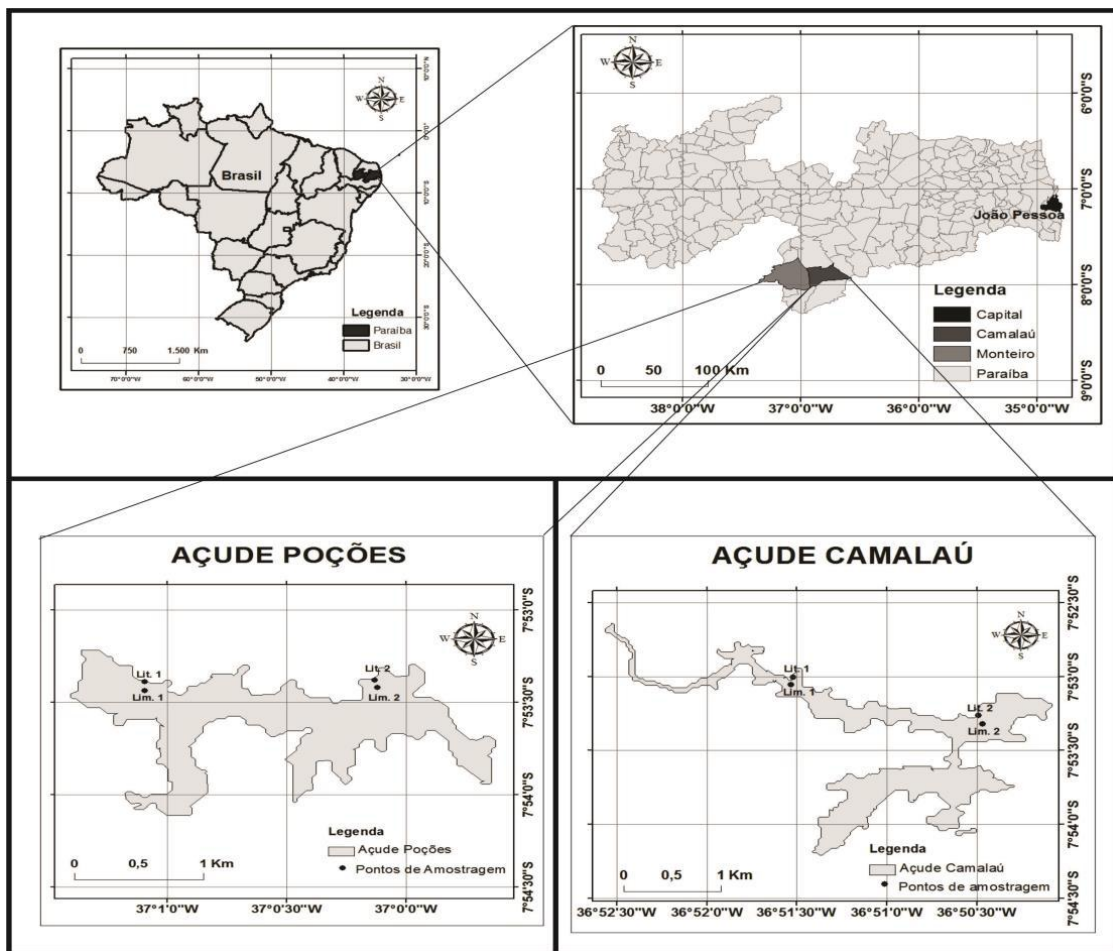 N
W E
S
Brasil
Legenda
Paraíba
Brasil
0 750 1.500 Km
70°0'0"W 60°0'0"W 50°0'0"W 40°0'0"W 30°0'0"W
N
W E
S
6°0'0"S
7°0'0"S
8°0'0"S
9°0'0"S
João Pessoa
Legenda
Capital
Camalaú
Monteiro
Paraíba
0 50 100 Km
38°0'0"W 37°0'0"W 36°0'0"W 35°0'0"W
AÇUDE POÇÕES
N
W E
S
Lit. 1
Lim. 1
Lit. 2
Lim. 2
7°53'0"S
7°53'30"S
7°54'0"S
7°54'30"S
Legenda
Açude Poções
Pontos de Amostragem
0 0,5 1 Km
37°1'0"W 37°0'30"W 37°0'0"W
AÇUDE CAMALAÚ
N
W E
S
Lit. 1
Lim. 1
Lit. 2
Lim. 2
7°52'30"S
7°53'0"S
7°53'30"S
7°54'0"S
7°54'30"S
Legenda
Açude Camalaú
Pontos de amostragem
0 0,5 1 Km
36°52'30"W 36°52'0"W 36°51'30"W 36°51'0"W 36°50'30"W